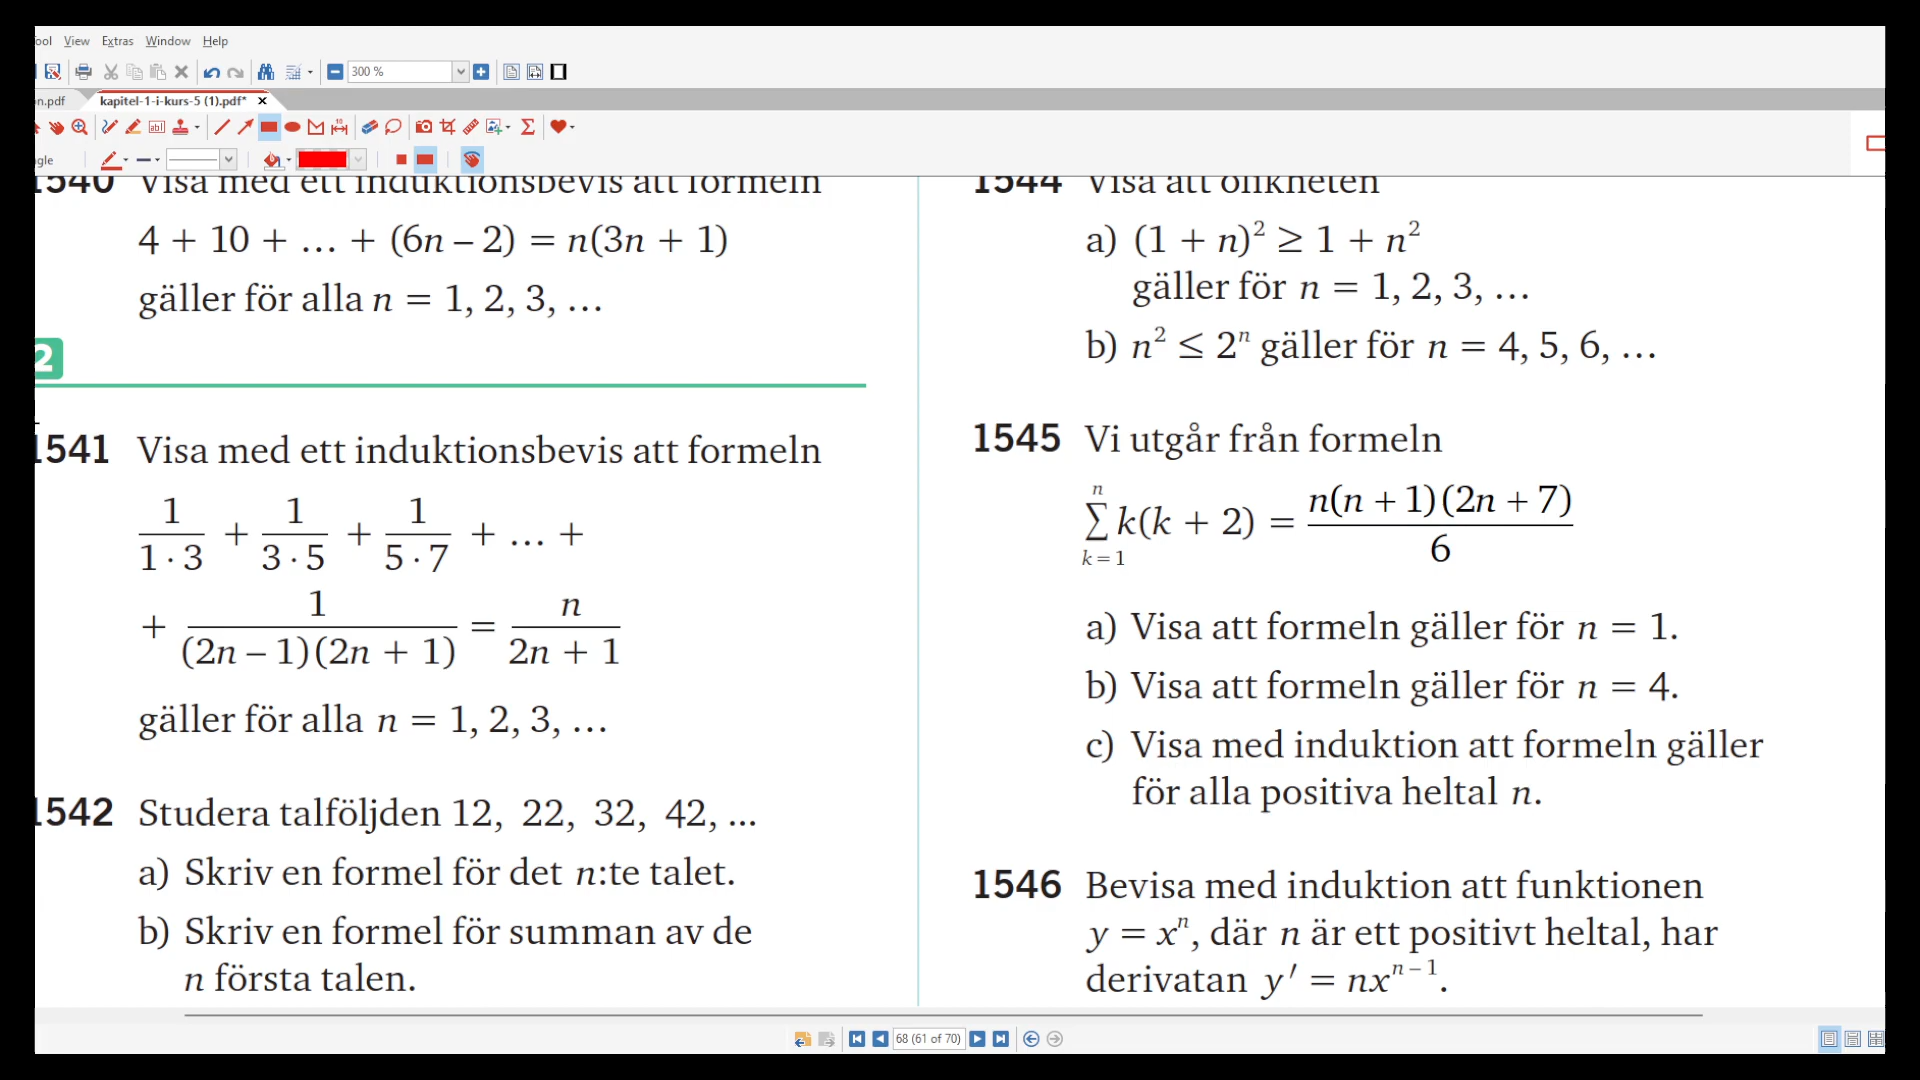 ool View Extras Window Help
300 %
n.pdf kapitel-1-i-kurs-5 (1).pdf*
gle
1540 Visa med ett induktionsbevis att formeln
4 + 10 + … + (6n – 2) = n(3n + 1)
gäller för alla n = 1, 2, 3, …
2
1541 Visa med ett induktionsbevis att formeln
1/(1 · 3) + 1/(3 · 5) + 1/(5 · 7) + … +
+ 1/((2n – 1)(2n + 1)) = n/(2n + 1)
gäller för alla n = 1, 2, 3, …
1542 Studera talföljden 12, 22, 32, 42, ...
a) Skriv en formel för det n:te talet.
b) Skriv en formel för summan av de
n första talen.
1544 Visa att olikheten
a) (1 + n)² ≥ 1 + n²
gäller för n = 1, 2, 3, …
b) n² ≤ 2ⁿ gäller för n = 4, 5, 6, …
1545 Vi utgår från formeln
n
∑ k(k + 2) = n(n + 1)(2n + 7)/6
k = 1
a) Visa att formeln gäller för n = 1.
b) Visa att formeln gäller för n = 4.
c) Visa med induktion att formeln gäller
för alla positiva heltal n.
1546 Bevisa med induktion att funktionen
y = xⁿ, där n är ett positivt heltal, har
derivatan y′ = nxⁿ⁻¹.
68 (61 of 70)